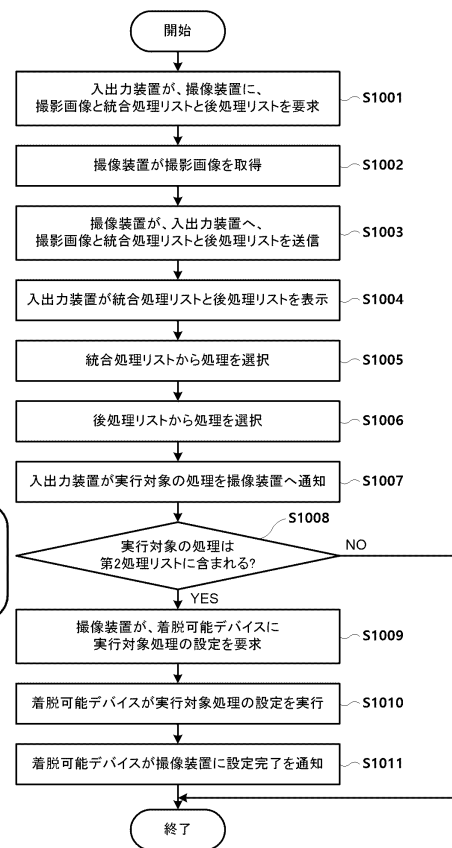 開始
入出力装置が、撮像装置に、
撮影画像と統合処理リストと後処理リストを要求
S1001
撮像装置が撮影画像を取得
S1002
撮像装置が、入出力装置へ、
撮影画像と統合処理リストと後処理リストを送信
S1003
入出力装置が統合処理リストと後処理リストを表示
S1004
統合処理リストから処理を選択
S1005
後処理リストから処理を選択
S1006
入出力装置が実行対象の処理を撮像装置へ通知
S1007
S1008
実行対象の処理は
第2処理リストに含まれる?
NO
YES
撮像装置が、着脱可能デバイスに
実行対象処理の設定を要求
S1009
着脱可能デバイスが実行対象処理の設定を実行
S1010
着脱可能デバイスが撮像装置に設定完了を通知
S1011
終了